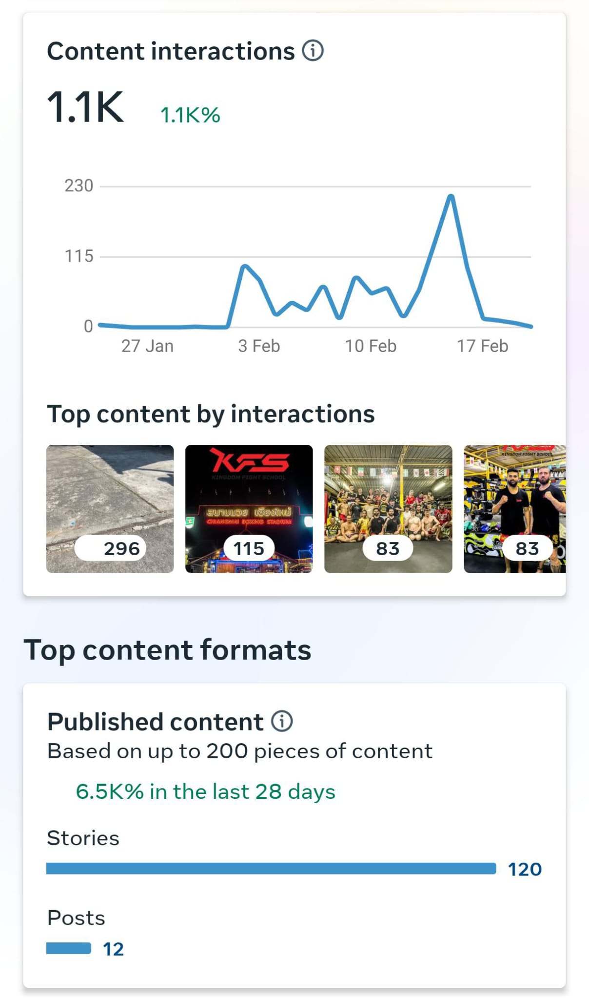 Content interactions
1.1K 1.1K%
230
115
0
27 Jan 3 Feb 10 Feb 17 Feb
Top content by interactions
KFS
KINGDOM FIGHT SCHOOL
สนามมวย เชียงใหม่
CHIANGMAI BOXING STADIUM
KINGDOM FIGHT SCHOOL
296 115 83 83
Top content formats
Published content
Based on up to 200 pieces of content
6.5K% in the last 28 days
Stories
120
Posts
12